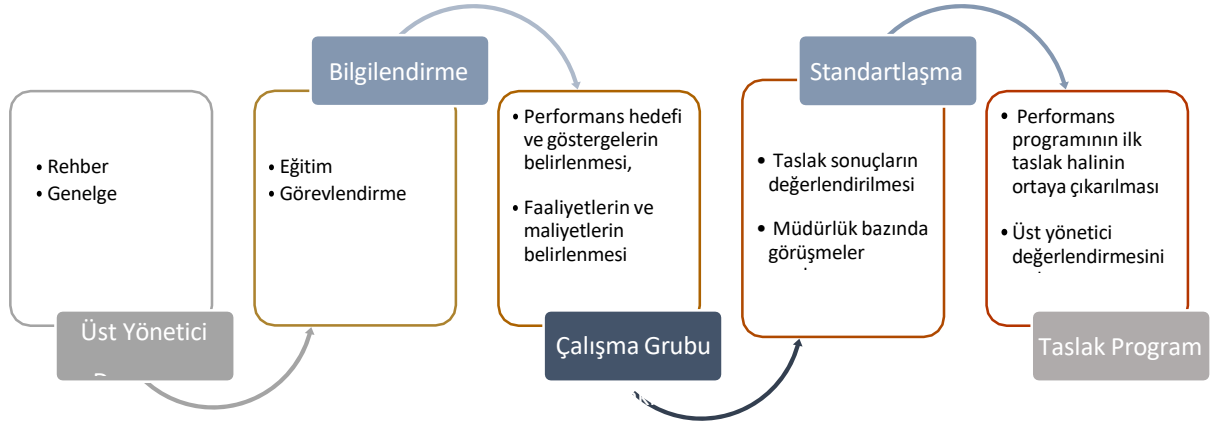 Üst Yönetici
• Rehber
• Genelge
Bilgilendirme
• Eğitim
• Görevlendirme
• Performans hedefi
ve göstergelerin
belirlenmesi,
• Faaliyetlerin ve
maliyetlerin
belirlenmesi
Çalışma Grubu
Standartlaşma
• Taslak sonuçların
değerlendirilmesi
• Müdürlük bazında
görüşmeler
• Performans
programının ilk
taslak halinin
ortaya çıkarılması
• Üst yönetici
değerlendirmesini
Taslak Program